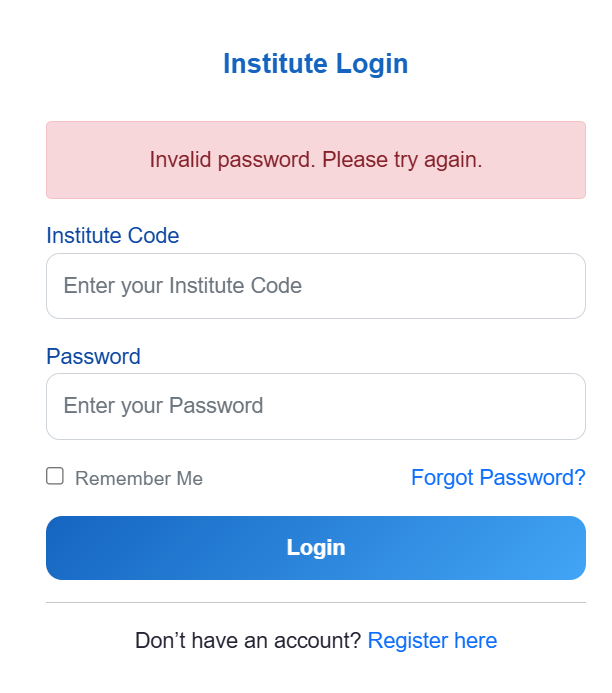 Institute Login
Invalid password. Please try again.
Institute Code
Enter your Institute Code
Password
Enter your Password
Remember Me Forgot Password?
Login
Don’t have an account? Register here